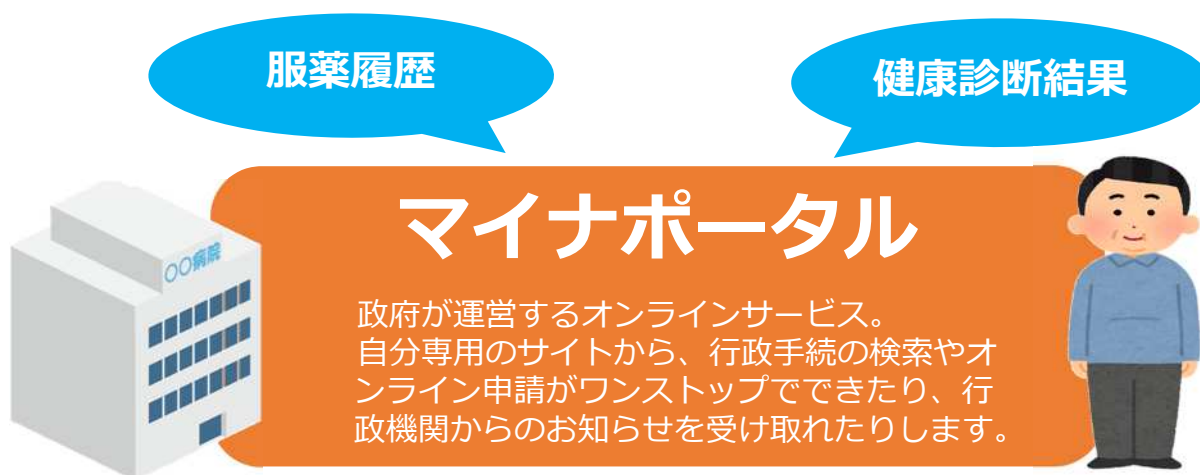 服薬履歴
健康診断結果
マイナポータル
〇〇病院
政府が運営するオンラインサービス。
自分専用のサイトから、行政手続の検索やオ
ンライン申請がワンストップでできたり、行
政機関からのお知らせを受け取れたりします。